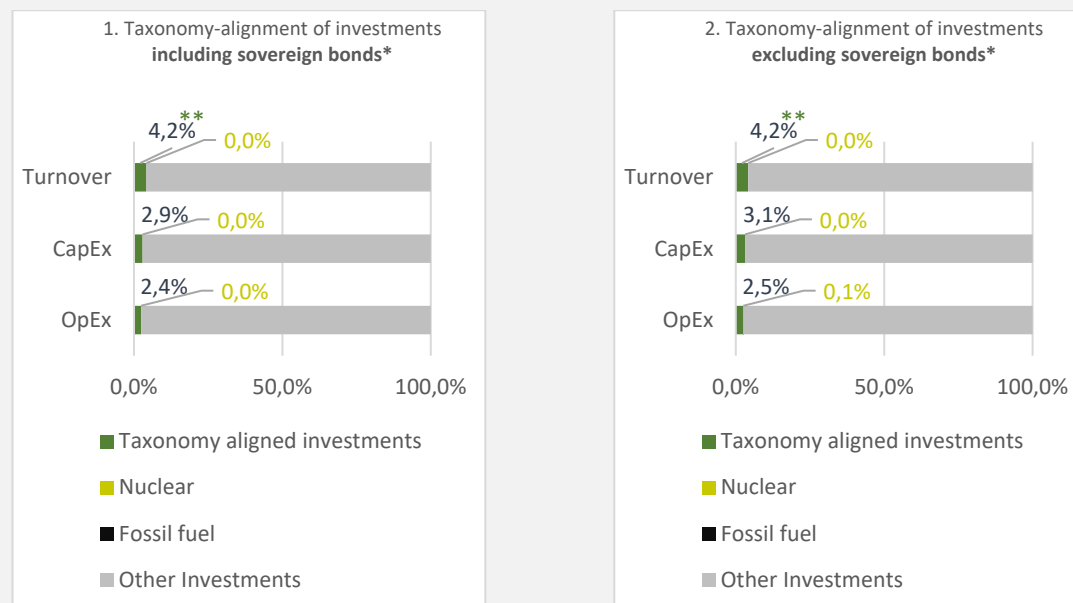 1. Taxonomy-alignment of investments
including sovereign bonds*
**
4,2%
0,0%
Turnover
2,9%
0,0%
CapEx
2,4%
0,0%
OpEx
0,0%
50,0%
100,0%
Taxonomy aligned investments
Nuclear
Fossil fuel
Other Investments
2. Taxonomy-alignment of investments
excluding sovereign bonds*
**
4,2%
0,0%
Turnover
3,1%
0,0%
CapEx
2,5%
0,1%
OpEx
0,0%
50,0%
100,0%
Taxonomy aligned investments
Nuclear
Fossil fuel
Other Investments